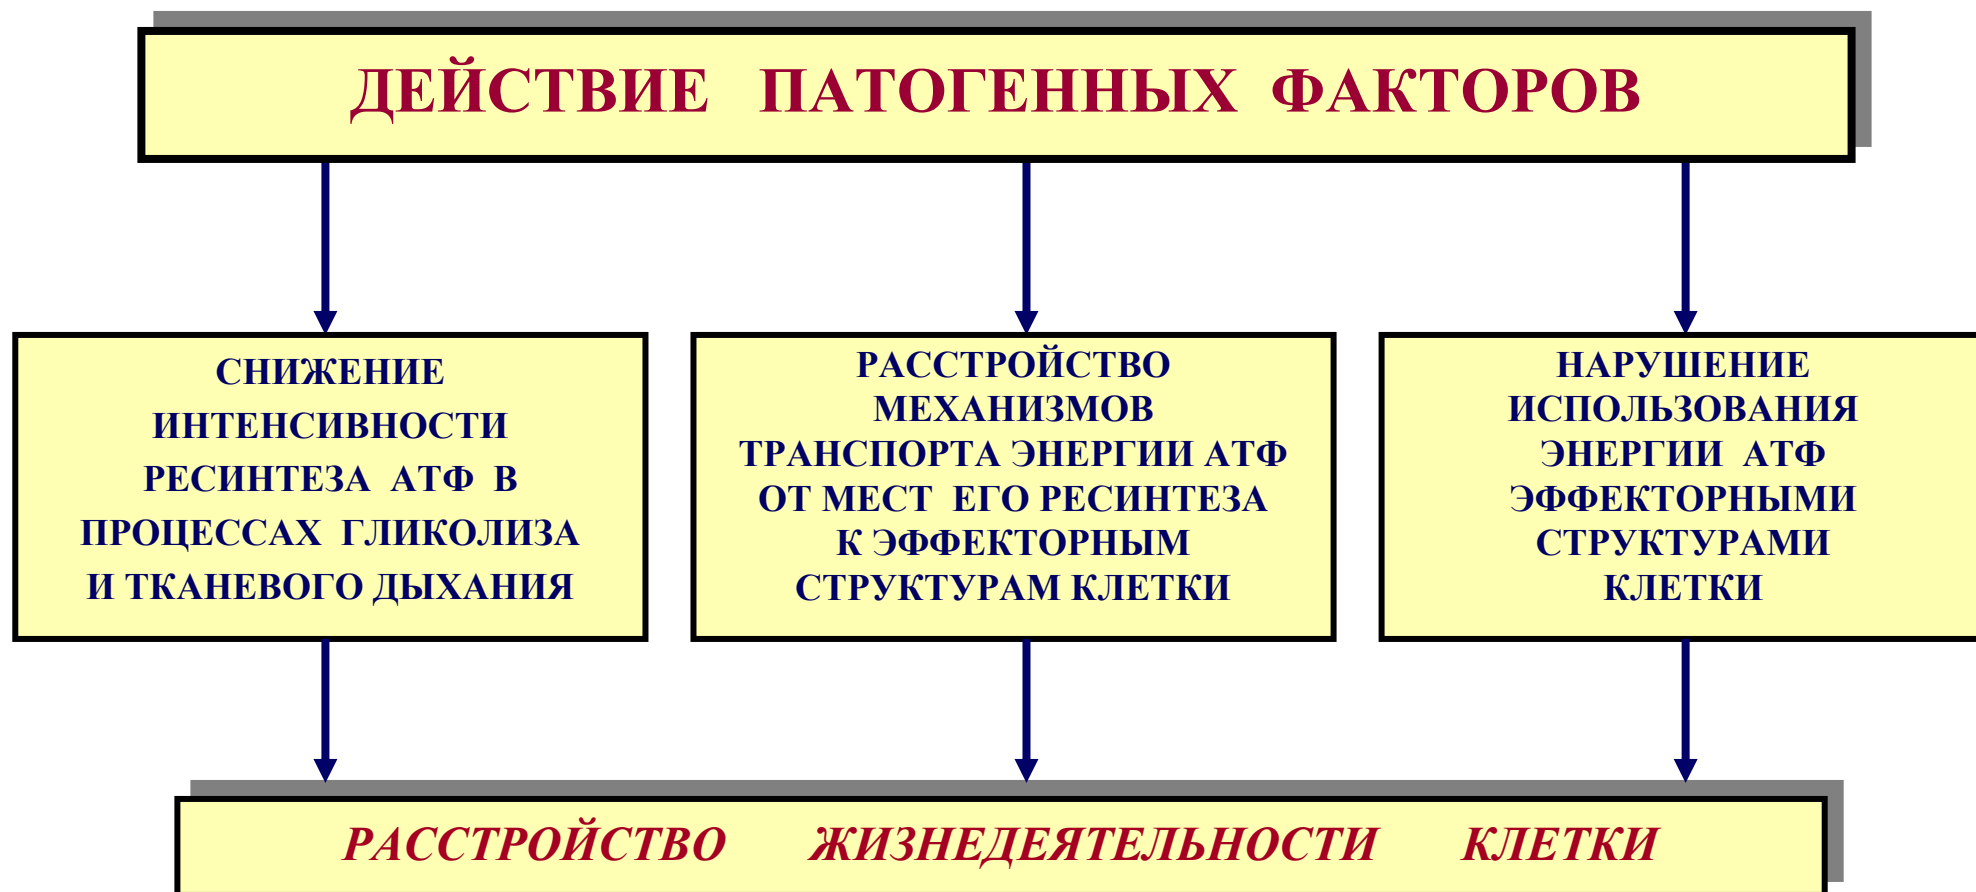 ДЕЙСТВИЕ ПАТОГЕННЫХ ФАКТОРОВ
СНИЖЕНИЕ
ИНТЕНСИВНОСТИ
РЕСИНТЕЗА АТФ В
ПРОЦЕССАХ ГЛИКОЛИЗА
И ТКАНЕВОГО ДЫХАНИЯ
РАССТРОЙСТВО
МЕХАНИЗМОВ
ТРАНСПОРТА ЭНЕРГИИ АТФ
ОТ МЕСТ ЕГО РЕСИНТЕЗА
К ЭФФЕКТОРНЫМ
СТРУКТУРАМ КЛЕТКИ
НАРУШЕНИЕ
ИСПОЛЬЗОВАНИЯ
ЭНЕРГИИ АТФ
ЭФФЕКТОРНЫМИ
СТРУКТУРАМИ
КЛЕТКИ
РАССТРОЙСТВО ЖИЗНЕДЕЯТЕЛЬНОСТИ КЛЕТКИ